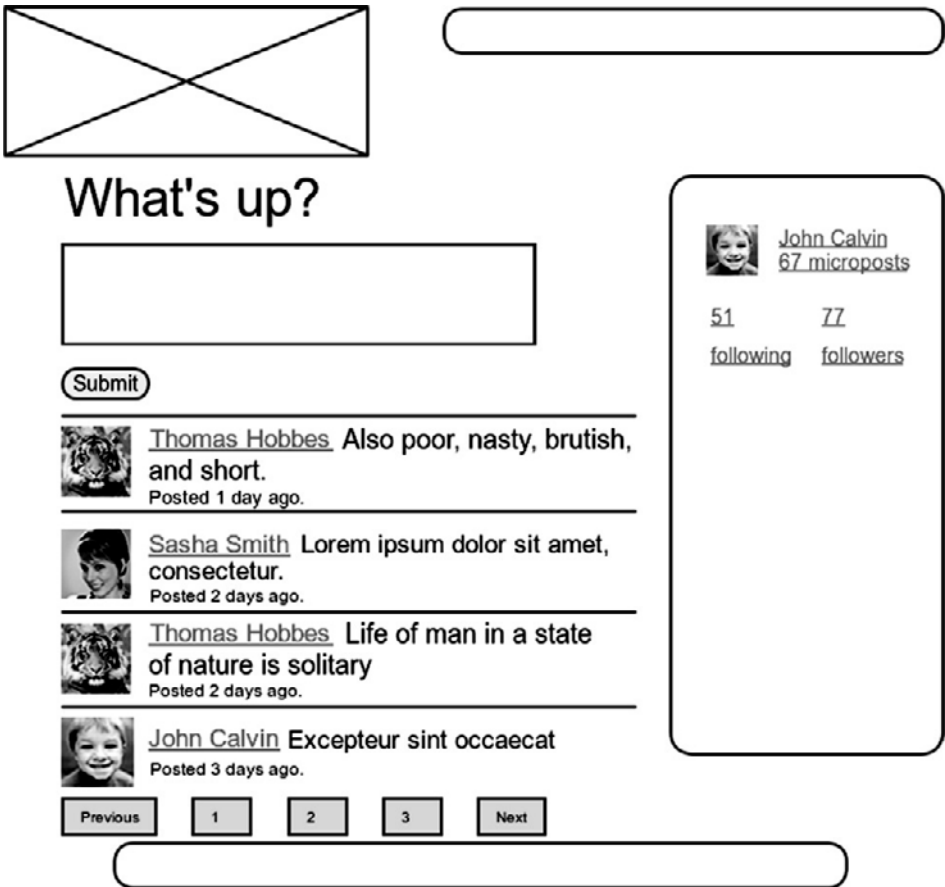 What's up?
John Calvin
67 microposts
51 77
following followers
Submit
Thomas Hobbes Also poor, nasty, brutish,
and short.
Posted 1 day ago.
Sasha Smith Lorem ipsum dolor sit amet,
consectetur.
Posted 2 days ago.
Thomas Hobbes Life of man in a state
of nature is solitary
Posted 2 days ago.
John Calvin Excepteur sint occaecat
Posted 3 days ago.
Previous 1 2 3 Next